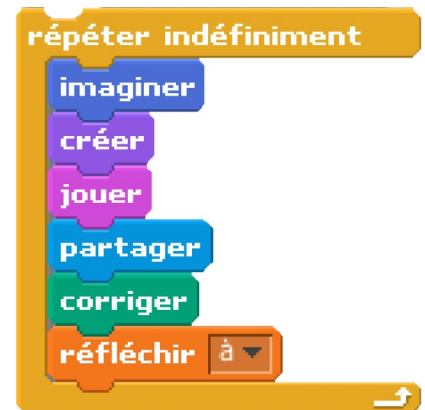 répéter indéfiniment
imaginer
créer
jouer
partager
corriger
réfléchir à